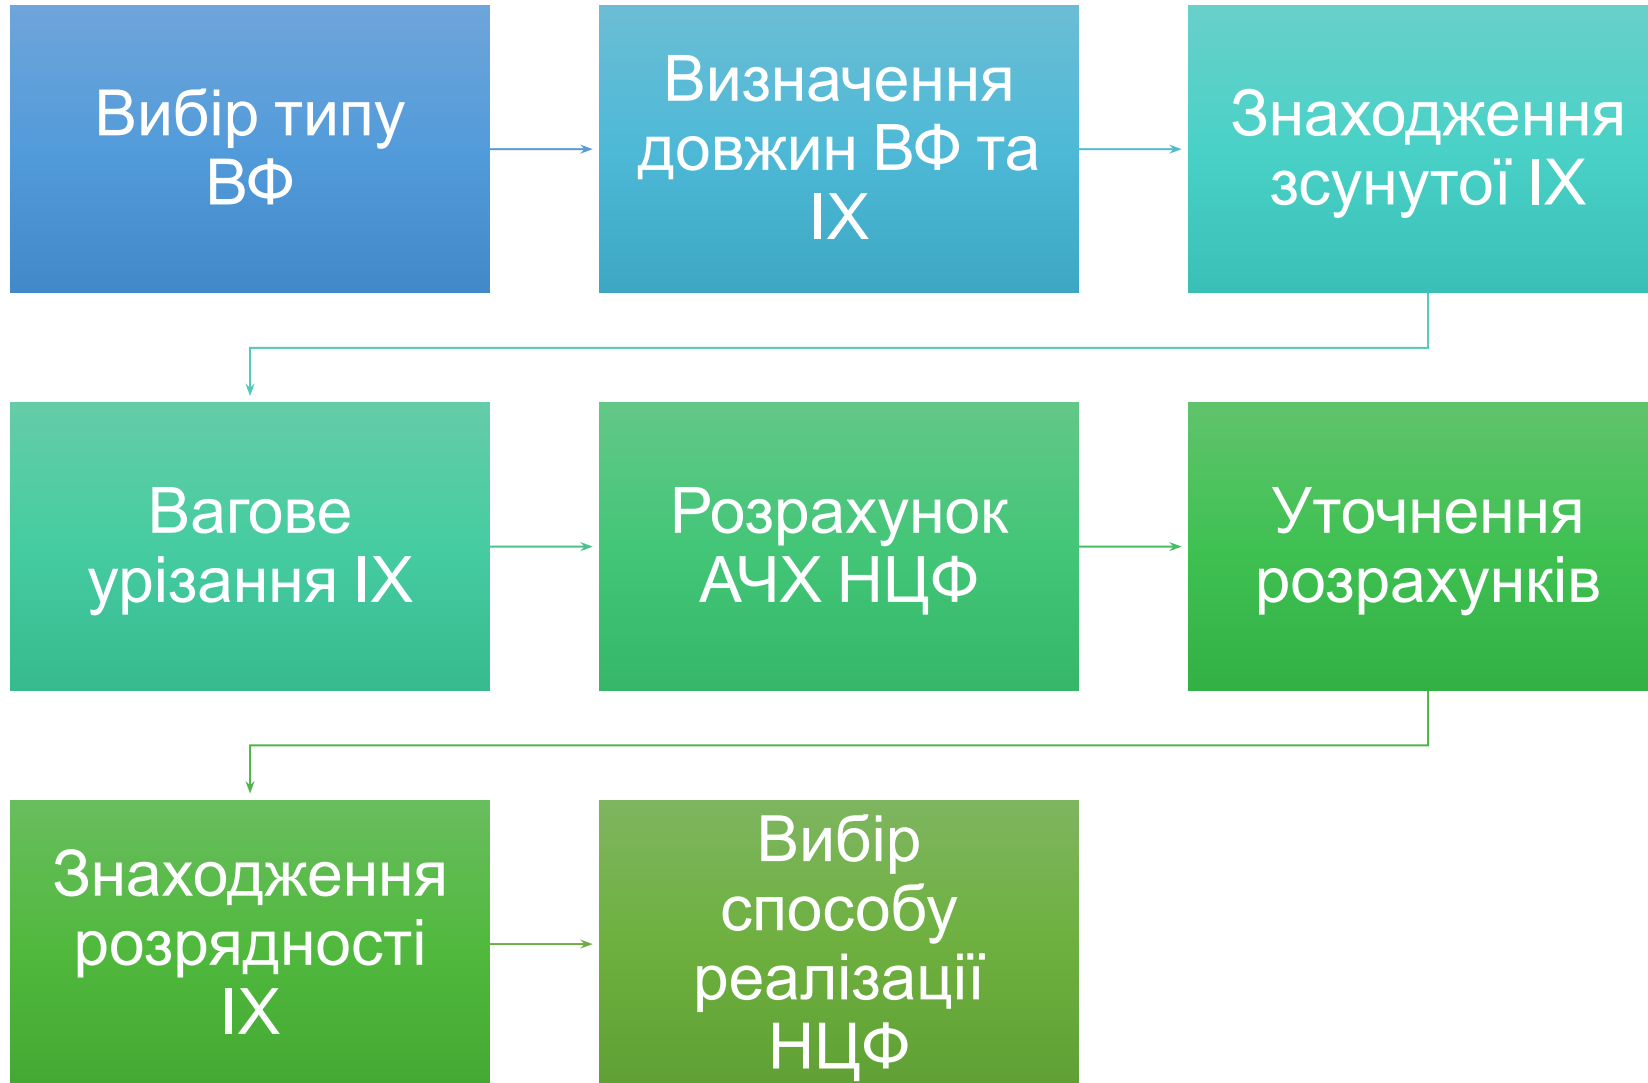 Вибір типу
ВФ
Визначення
довжин ВФ та
ІХ
Знаходження
зсунутої ІХ
Вагове
урізання ІХ
Розрахунок
АЧХ НЦФ
Уточнення
розрахунків
Знаходження
розрядності
ІХ
Вибір
способу
реалізації
НЦФ